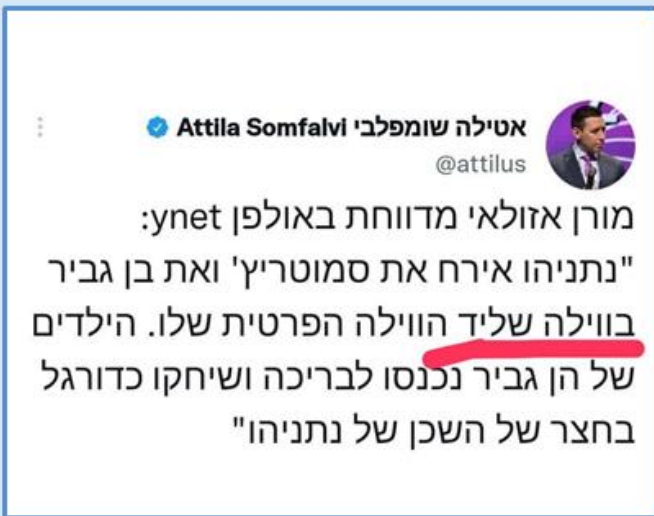 אטילה שומפלבי Attila Somfalvi
@attilus
מורן אזולאי מדווחת באולפן ynet:
"נתניהו אירח את סמוטריץ' ואת בן גביר
בווילה שליד הווילה הפרטית שלו. הילדים
של הן גביר נכנסו לבריכה ושיחקו כדורגל
בחצר של השכן של נתניהו"